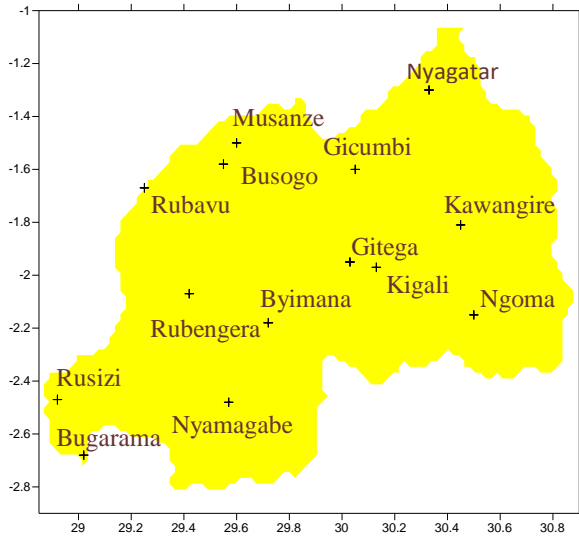 -1
Nyagatar
-1.2
-1.4
Musanze
Gicumbi
-1.6
Busogo
Rubavu
Kawangire
-1.8
Gitega
-2
Kigali
Byimana
Ngoma
-2.2
Rubengera
-2.4
Rusizi
Nyamagabe
-2.6
Bugarama
-2.8
29 29.2 29.4 29.6 29.8 30 30.2 30.4 30.6 30.8